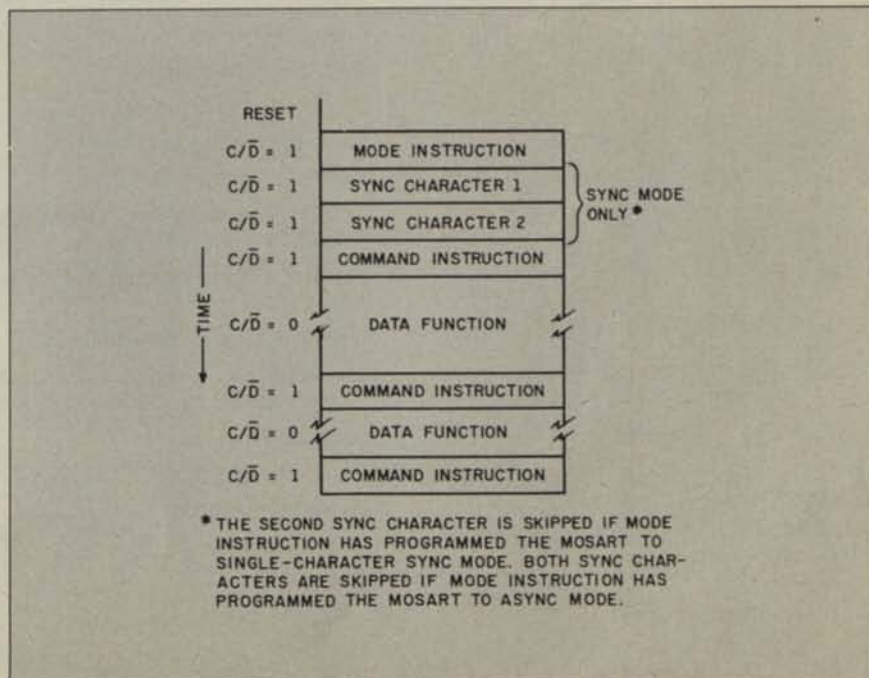 RESET
C/D̅ = 1 MODE INSTRUCTION
C/D̅ = 1 SYNC CHARACTER 1
SYNC MODE
ONLY *
C/D̅ = 1 SYNC CHARACTER 2
C/D̅ = 1 COMMAND INSTRUCTION
TIME
C/D̅ = 0 DATA FUNCTION
C/D̅ = 1 COMMAND INSTRUCTION
C/D̅ = 0 DATA FUNCTION
C/D̅ = 1 COMMAND INSTRUCTION
* THE SECOND SYNC CHARACTER IS SKIPPED IF MODE
INSTRUCTION HAS PROGRAMMED THE MOSART TO
SINGLE-CHARACTER SYNC MODE. BOTH SYNC CHAR-
ACTERS ARE SKIPPED IF MODE INSTRUCTION HAS
PROGRAMMED THE MOSART TO ASYNC MODE.